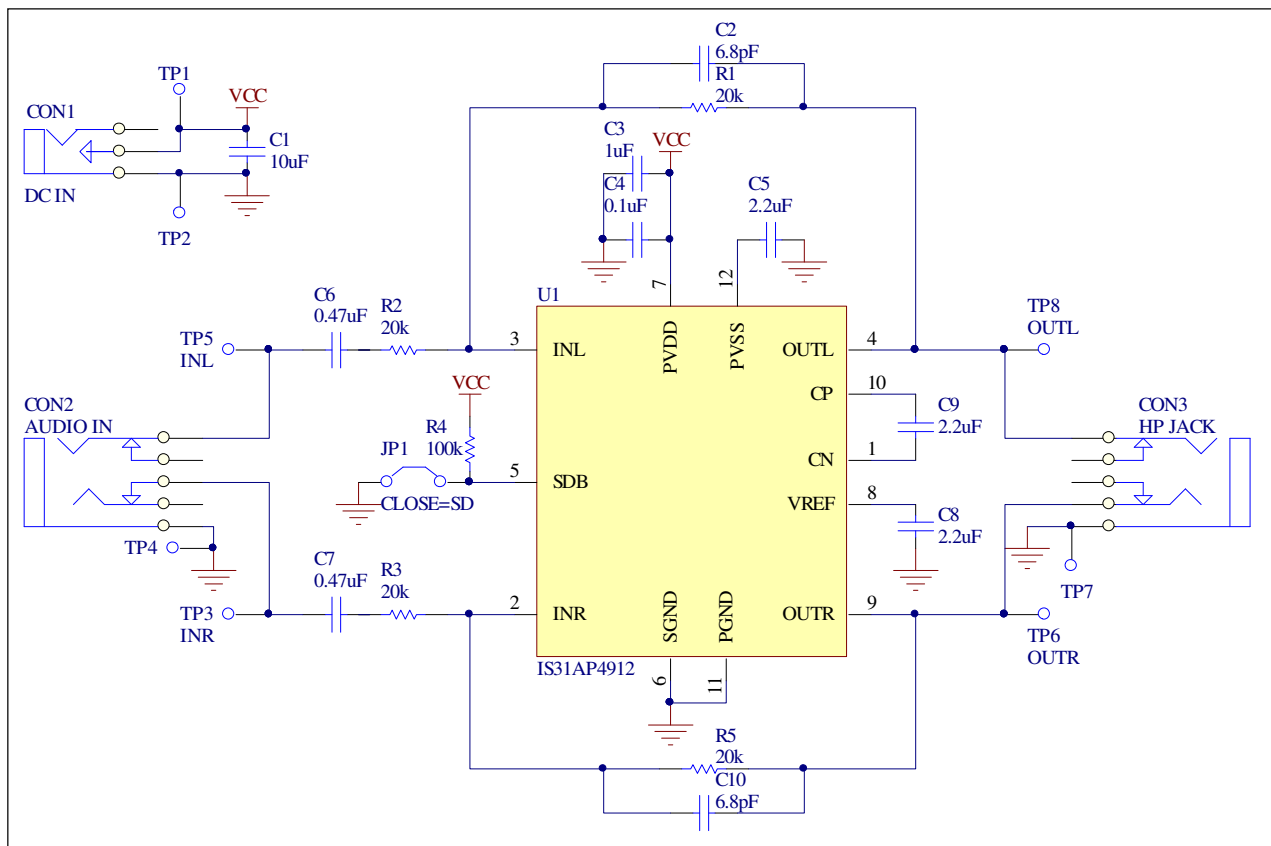 C2
6.8pF
R1
20k
TP1
CON1
VCC
C1
10uF
DC IN
TP2
C3
1uF
VCC
C4
0.1uF
C5
2.2uF
7
12
C6
0.47uF
R2
20k
U1
TP5
INL
3
INL
PVDD
PVSS
OUTL
4
TP8
OUTL
VCC
CP
10
CON2
AUDIO IN
R4
100k
JP1
C9
2.2uF
CON3
HP JACK
5
SDB
CN
1
CLOSE=SD
VREF
8
C8
2.2uF
TP4
C7
0.47uF
R3
20k
TP7
TP3
INR
2
INR
SGND
PGND
OUTR
9
TP6
OUTR
IS31AP4912
6
11
R5
20k
C10
6.8pF